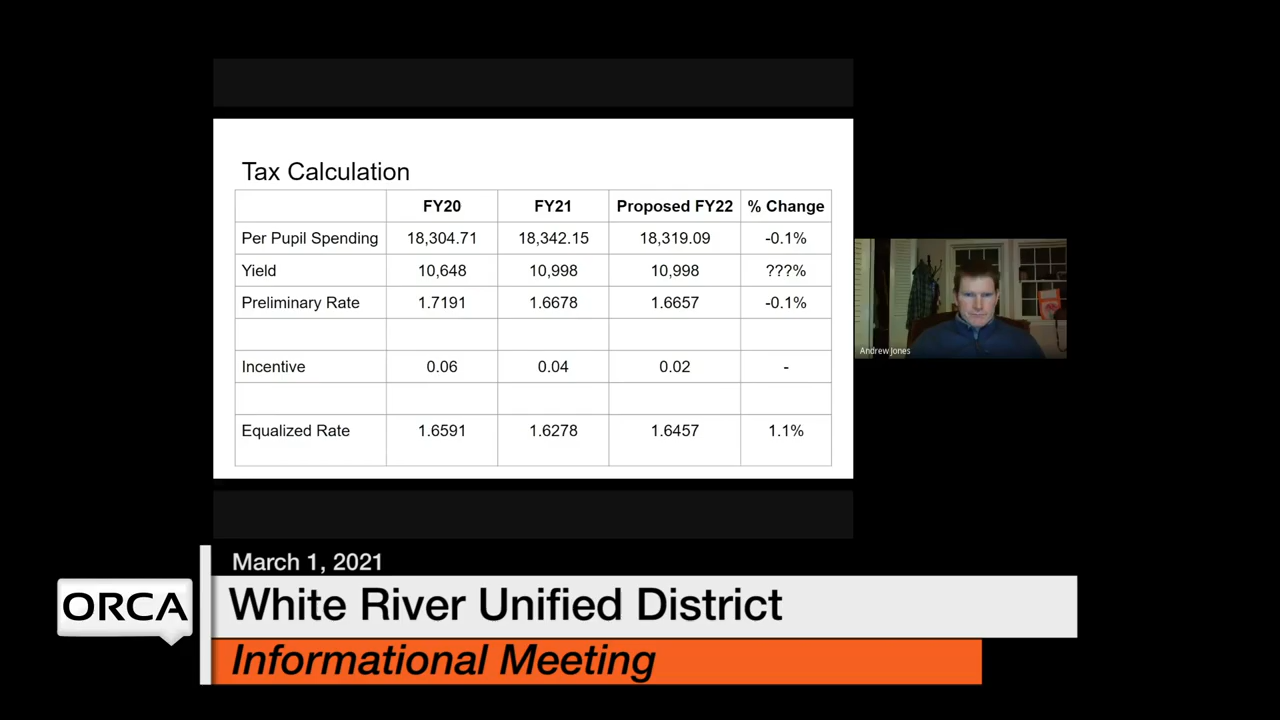 Tax Calculation
FY20 FY21 Proposed FY22 % Change
Per Pupil Spending 18,304.71 18,342.15 18,319.09 -0.1%
Yield 10,648 10,998 10,998 ???%
Preliminary Rate 1.7191 1.6678 1.6657 -0.1%
Incentive 0.06 0.04 0.02 -
Equalized Rate 1.6591 1.6278 1.6457 1.1%
Andrew Jones
March 1, 2021
ORCA
White River Unified District
Informational Meeting